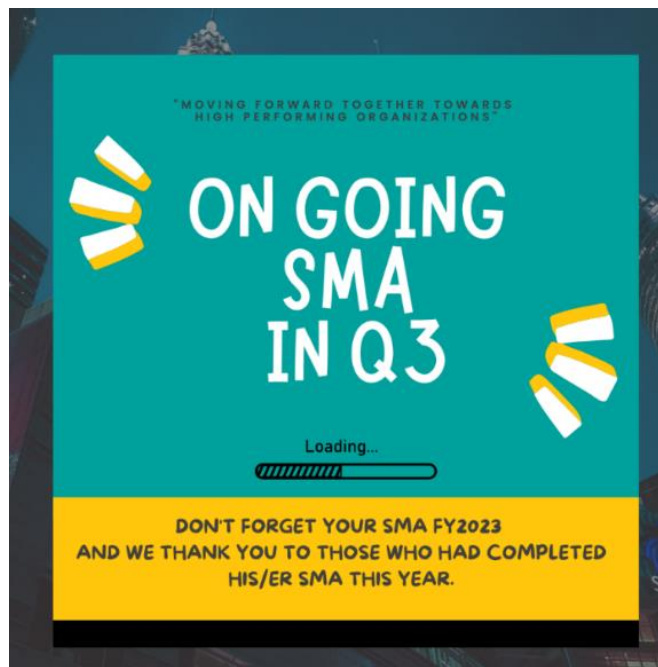 "MOVING FORWARD TOGETHER TOWARDS
HIGH PERFORMING ORGANIZATIONS"
ON GOING
SMA
IN Q3
Loading...
DON'T FORGET YOUR SMA FY2023
AND WE THANK YOU TO THOSE WHO HAD COMPLETED
HIS/ER SMA THIS YEAR.